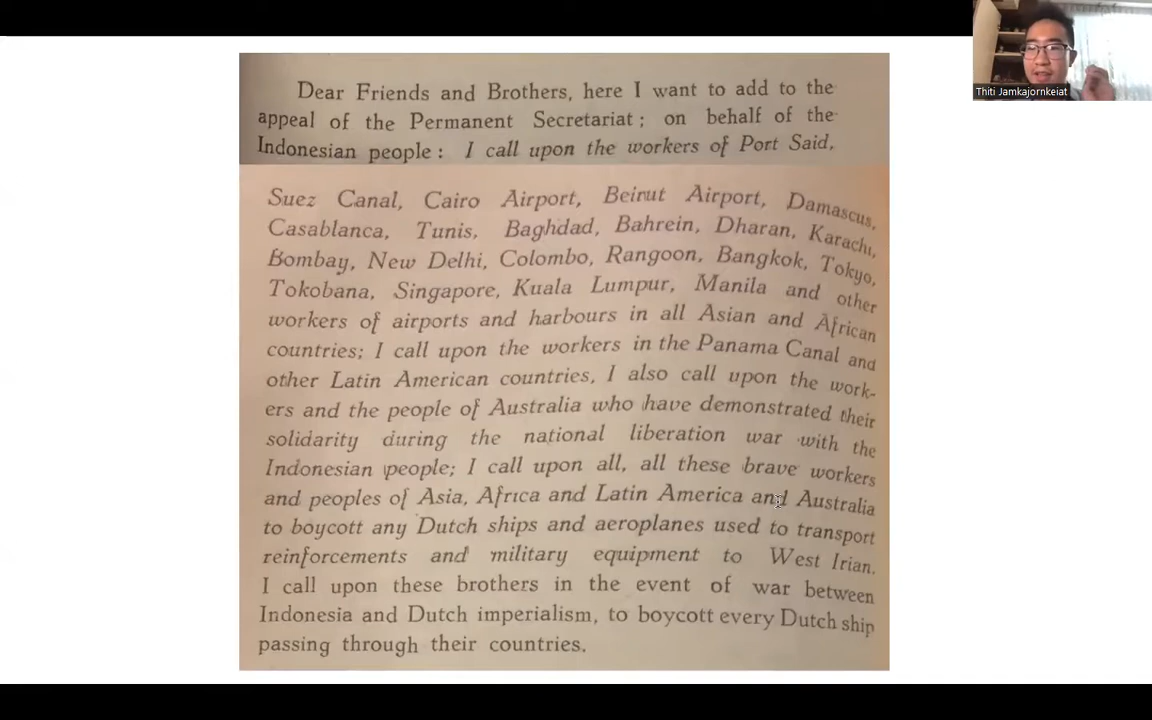 Thiti Jamkajornkeiat
Dear Friends and Brothers, here I want to add to the
appeal of the Permanent Secretariat; on behalf of the
Indonesian people: I call upon the workers of Port Said,
Suez Canal, Cairo Airport, Beirut Airport, Damascus,
Casablanca, Tunis, Baghdad, Bahrein, Dharan, Karachi,
Bombay, New Delhi, Colombo, Rangoon, Bangkok, Tokyo,
Tokobana, Singapore, Kuala Lumpur, Manila and other
workers of airports and harbours in all Asian and African
countries; I call upon the workers in the Panama Canal and
other Latin American countries, I also call upon the work-
ers and the people of Australia who have demonstrated their
solidarity during the national liberation war with the
Indonesian people; I call upon all, all these brave workers
and peoples of Asia, Africa and Latin America and Australia
to boycott any Dutch ships and aeroplanes used to transport
reinforcements and military equipment to West Irian.
I call upon these brothers in the event of war between
Indonesia and Dutch imperialism, to boycott every Dutch ship
passing through their countries.